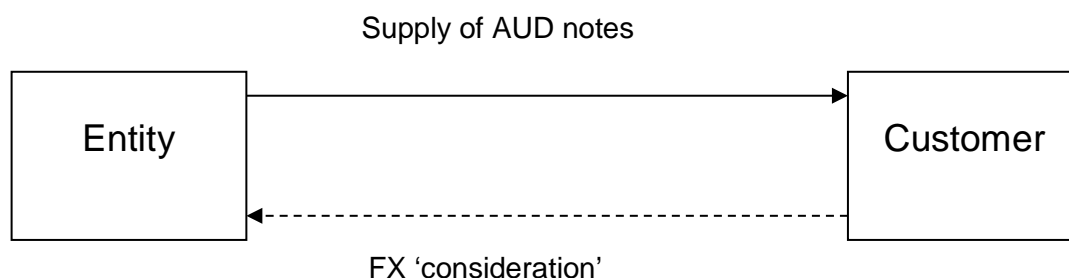 Supply of AUD notes
Entity
Customer
FX ‘consideration’